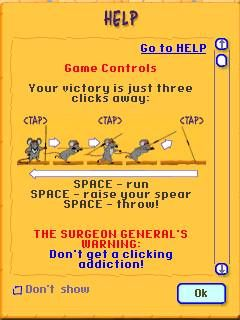 HELP
Go to HELP
Game Controls
Your victory is just three
clicks away:
<TAP> <TAP> <TAP>
SPACE - run
SPACE - raise your spear
SPACE - throw!
THE SURGEON GENERAL'S
WARNING:
Don't get a clicking
addiction!
Don't show
Ok